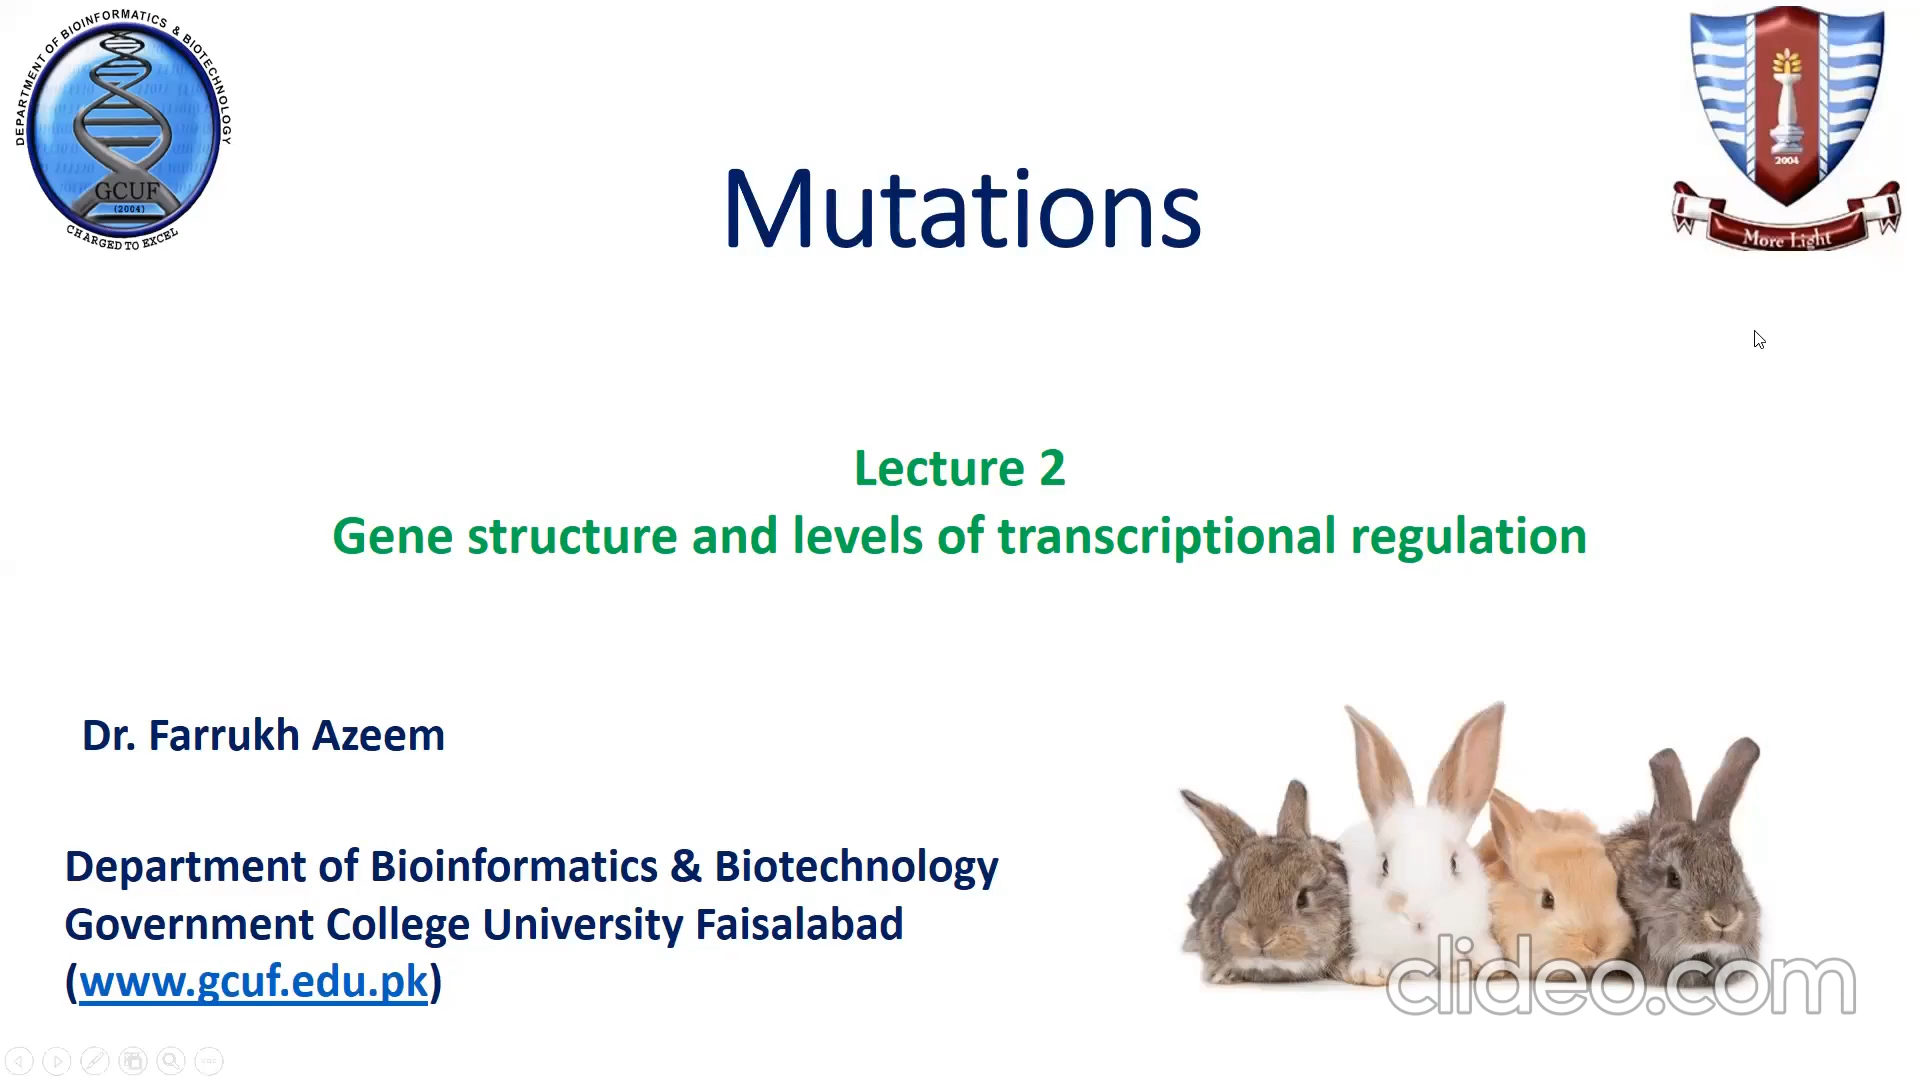 DEPARTMENT OF BIOINFORMATICS & BIOTECHNOLOGY
GCUF
(2004)
CHARGED TO EXCEL
2004
More Light
Mutations
Lecture 2
Gene structure and levels of transcriptional regulation
Dr. Farrukh Azeem
Department of Bioinformatics & Biotechnology
Government College University Faisalabad
(www.gcuf.edu.pk)
clideo.com